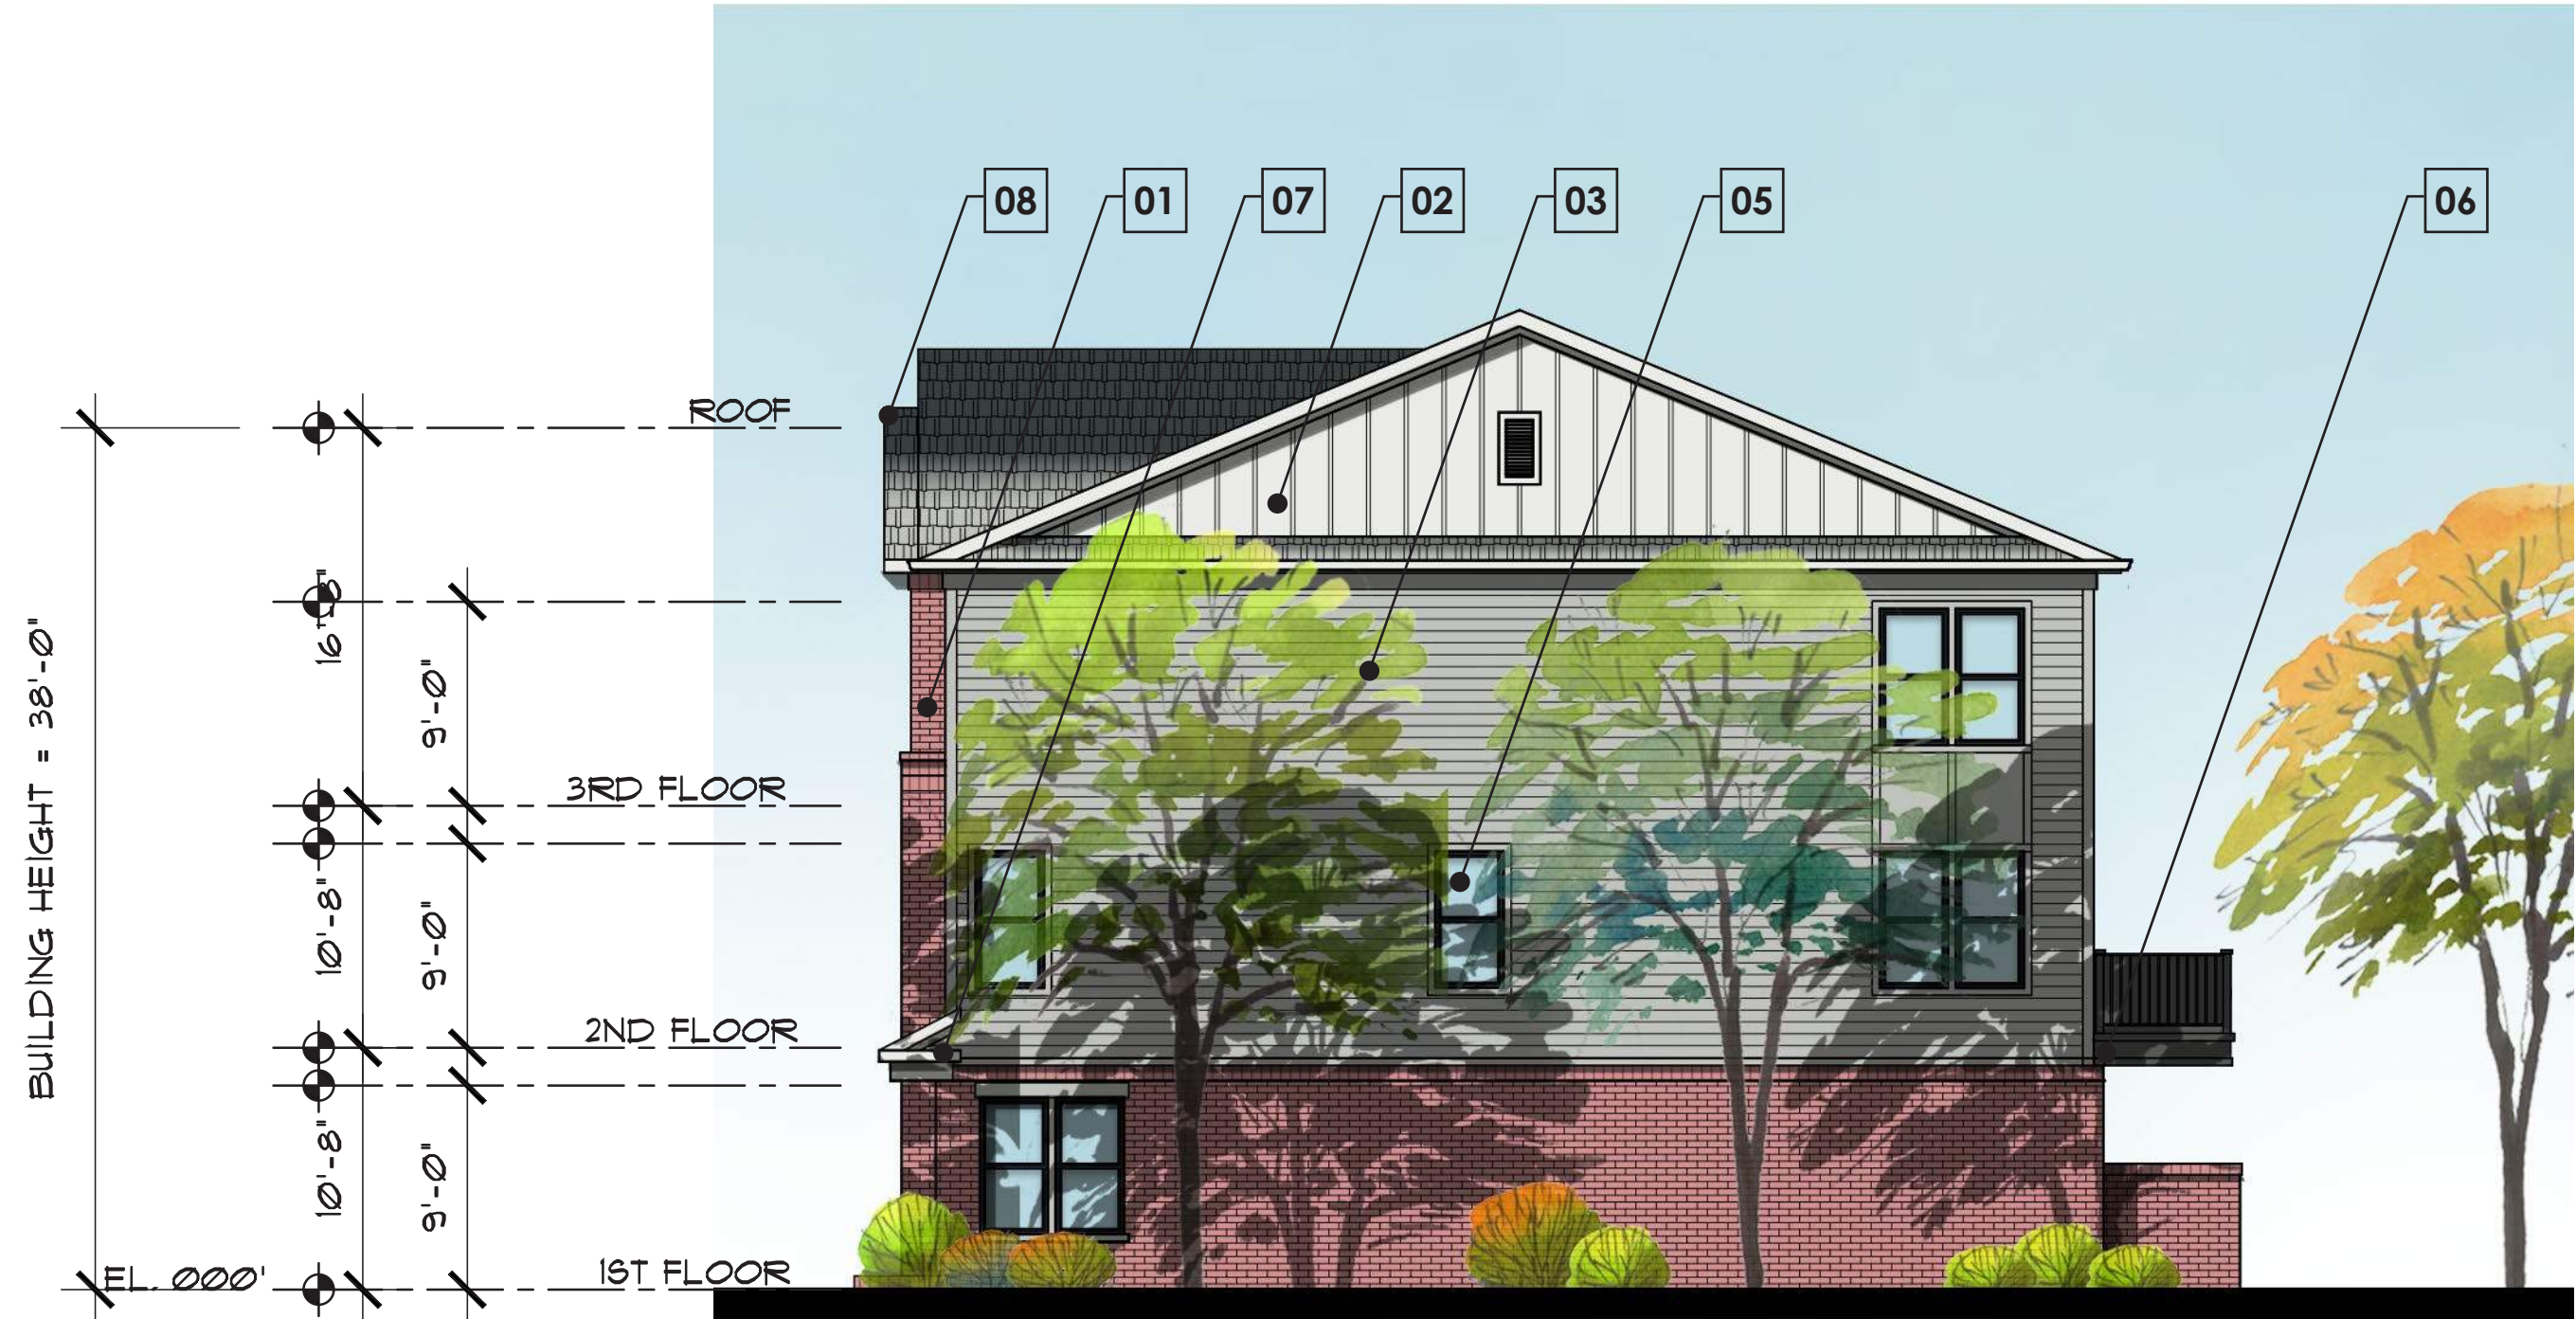 08
01
07
02
03
05
06
ROOF
16'-8"
9'-0"
BUILDING HEIGHT = 38'-0"
3RD FLOOR
10'-8"
9'-0"
2ND FLOOR
10'-8"
9'-0"
EL. 000'
1ST FLOOR